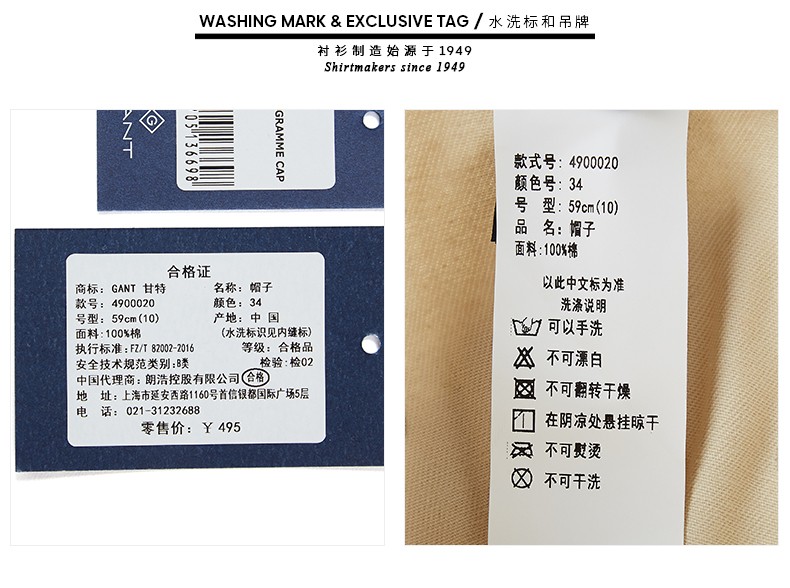 WASHING MARK & EXCLUSIVE TAG / 水洗标和吊牌
衬衫制造始源于1949
Shirtmakers since 1949
G
ANT
05136698
GRAMME CAP
合格证
商标: GANT 甘特 名称: 帽子
款号: 4900020 颜色: 34
号型: 59cm(10) 产地: 中 国
面料:100%棉 (水洗标识见内缝标)
执行标准:FZ/T 82002-2016 等级: 合格品
安全技术规范类别:B类 检验:检02
中国代理商: 朗浩控股有限公司 合格
地 址: 上海市延安西路1160号首信银都国际广场5层
电 话: 021-31232688
零售价: ￥495
款式号: 4900020
颜色号: 34
号 型: 59cm(10)
品 名: 帽子
面料:100%棉
以此中文标为准
洗涤说明
可以手洗
不可漂白
不可翻转干燥
在阴凉处悬挂晾干
不可熨烫
不可干洗